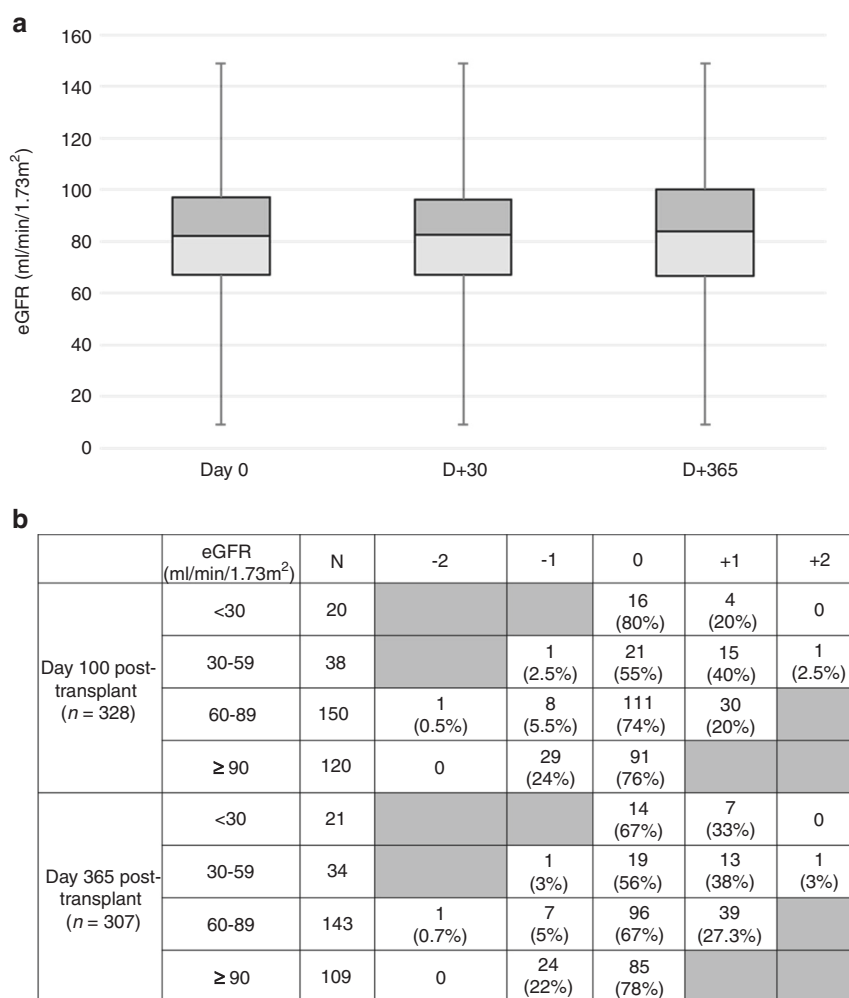 a
160
140
120
100
80
60
40
20
0
eGFR (ml/min/1.73m²)
Day 0 D+30 D+365
b
eGFR (ml/min/1.73m²) N -2 -1 0 +1 +2
Day 100 post-transplant (n = 328)
<30 20 16 (80%) 4 (20%) 0
30-59 38 1 (2.5%) 21 (55%) 15 (40%) 1 (2.5%)
60-89 150 1 (0.5%) 8 (5.5%) 111 (74%) 30 (20%)
≥ 90 120 0 29 (24%) 91 (76%)
Day 365 post-transplant (n = 307)
<30 21 14 (67%) 7 (33%) 0
30-59 34 1 (3%) 19 (56%) 13 (38%) 1 (3%)
60-89 143 1 (0.7%) 7 (5%) 96 (67%) 39 (27.3%)
≥ 90 109 0 24 (22%) 85 (78%)